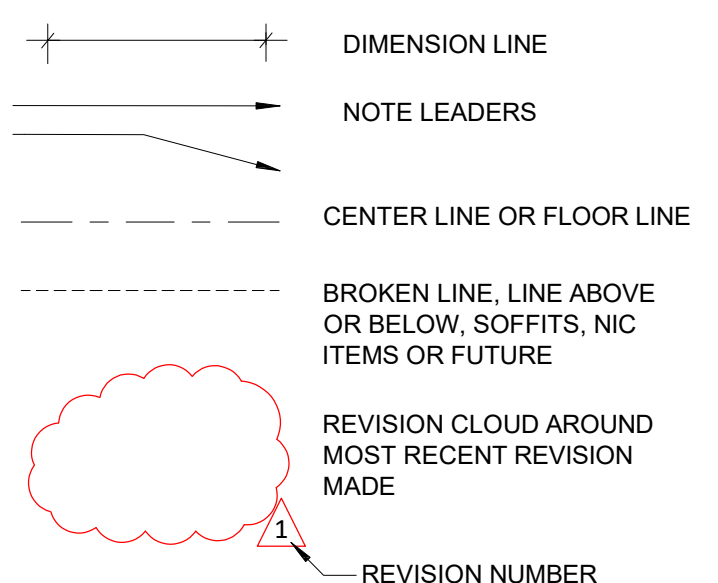 DIMENSION LINE
NOTE LEADERS
CENTER LINE OR FLOOR LINE
BROKEN LINE, LINE ABOVE
OR BELOW, SOFFITS, NIC
ITEMS OR FUTURE
REVISION CLOUD AROUND
MOST RECENT REVISION
MADE
1
REVISION NUMBER